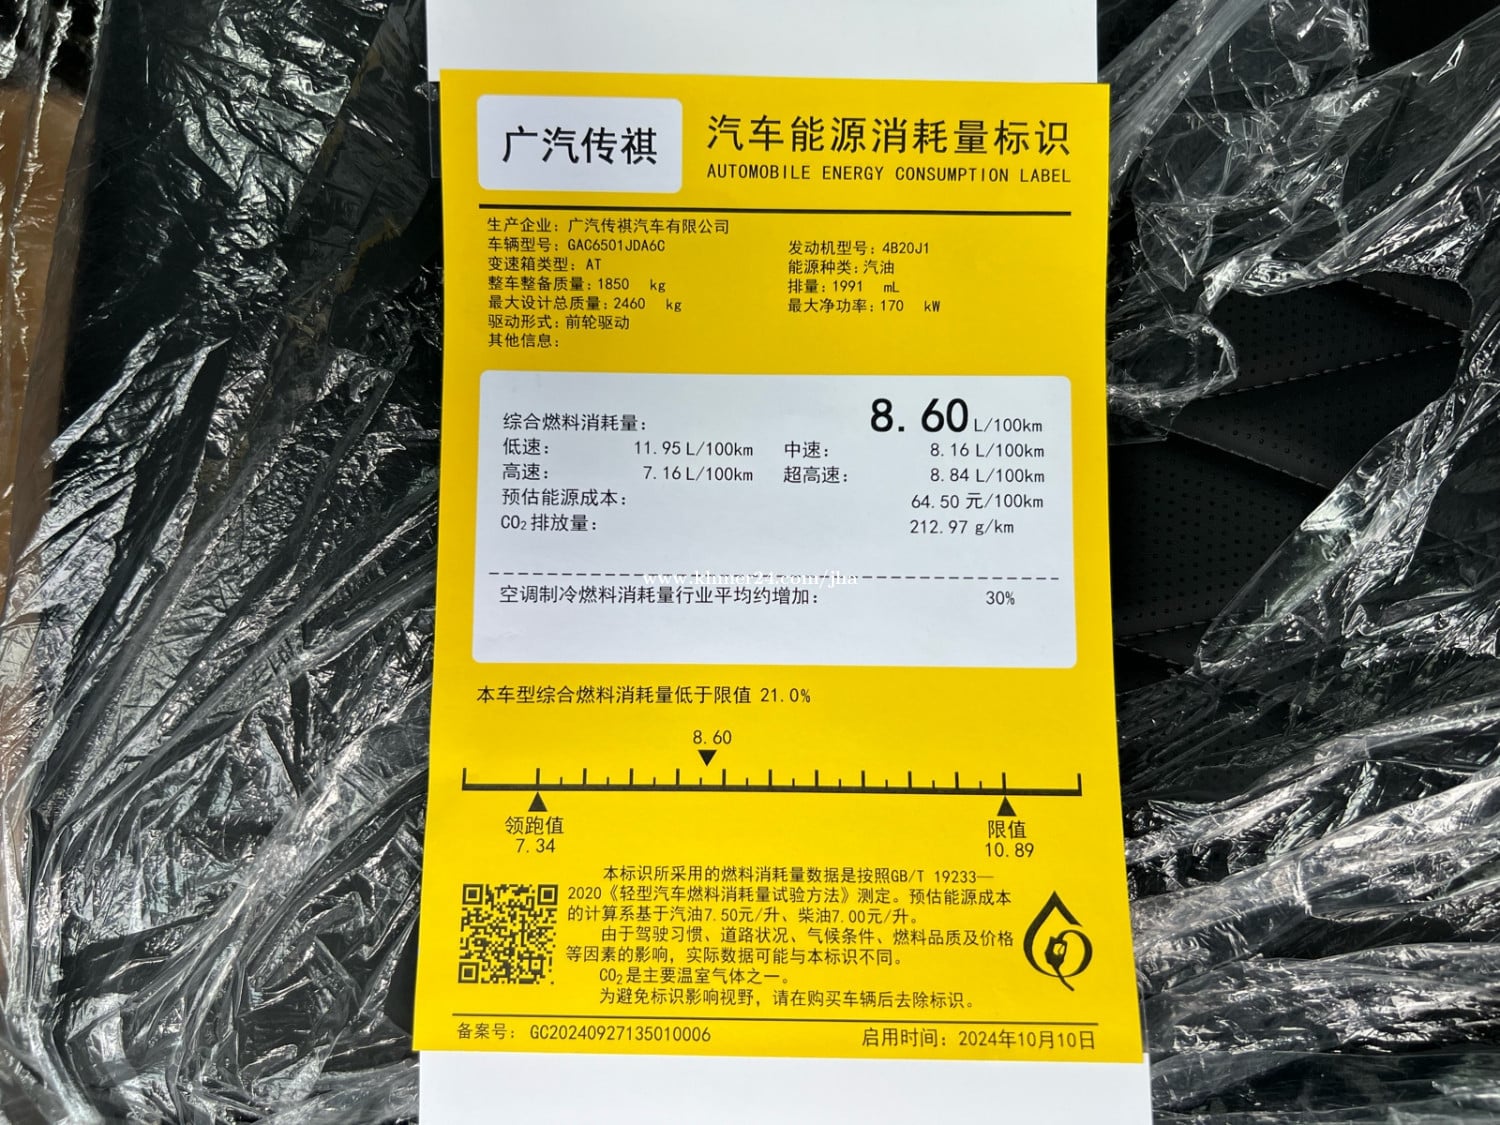 广汽传祺
汽车能源消耗量标识
AUTOMOBILE ENERGY CONSUMPTION LABEL
生产企业：广汽传祺汽车有限公司
车辆型号：GAC6501JDA6C 发动机型号：4B20J1
变速箱类型：AT 能源种类：汽油
整车整备质量：1850 kg 排量：1991 mL
最大设计总质量：2460 kg 最大净功率：170 kW
驱动形式：前轮驱动
其他信息：
综合燃料消耗量： 8.60 L/100km
低速： 11.95 L/100km 中速： 8.16 L/100km
高速： 7.16 L/100km 超高速： 8.84 L/100km
预估能源成本： 64.50 元/100km
CO₂排放量： 212.97 g/km
www.khmer24.com/jha
空调制冷燃料消耗量行业平均约增加： 30%
本车型综合燃料消耗量低于限值 21.0%
8.60
领跑值 限值
7.34 10.89
本标识所采用的燃料消耗量数据是按照GB/T 19233—
2020《轻型汽车燃料消耗量试验方法》测定。预估能源成本
的计算系基于汽油7.50元/升、柴油7.00元/升。
由于驾驶习惯、道路状况、气候条件、燃料品质及价格
等因素的影响，实际数据可能与本标识不同。
CO₂是主要温室气体之一。
为避免标识影响视野，请在购买车辆后去除标识。
备案号： GC20240927135010006 启用时间：2024年10月10日